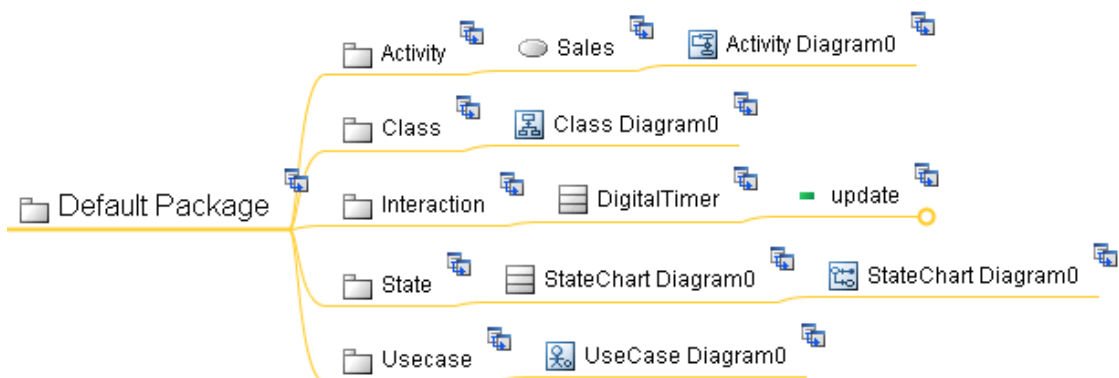 Activity Sales Activity Diagram0
Class Class Diagram0
Default Package
Interaction DigitalTimer update
State StateChart Diagram0 StateChart Diagram0
Usecase UseCase Diagram0